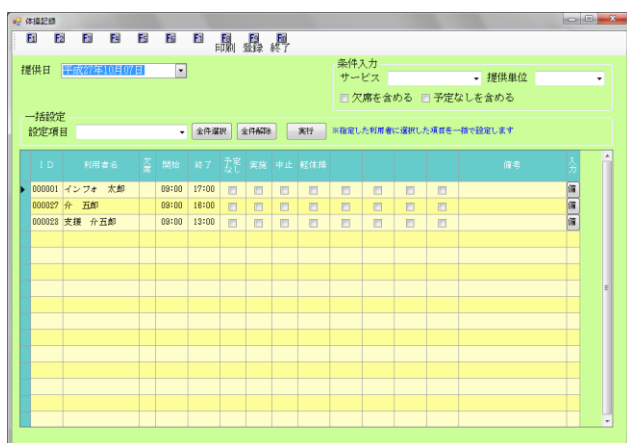 体操記録
F1 F2 F3 F4 F5 F6 F7 F8 F9 F10
印刷 登録 終了
提供日 平成27年10月07日
条件入力
サービス 提供単位
欠席を含める 予定なしを含める
一括設定
設定項目 全件選択 全件解除 実行 ※指定した利用者に選択した項目を一括で設定します
ID 利用者名 欠席 開始 終了 予定なし 実施 中止 軽体操 備考 入力
000001 インフォ 太郎 09:00 17:00 備
000027 介 五郎 09:00 16:00 備
000028 支援 介五郎 09:00 13:00 備